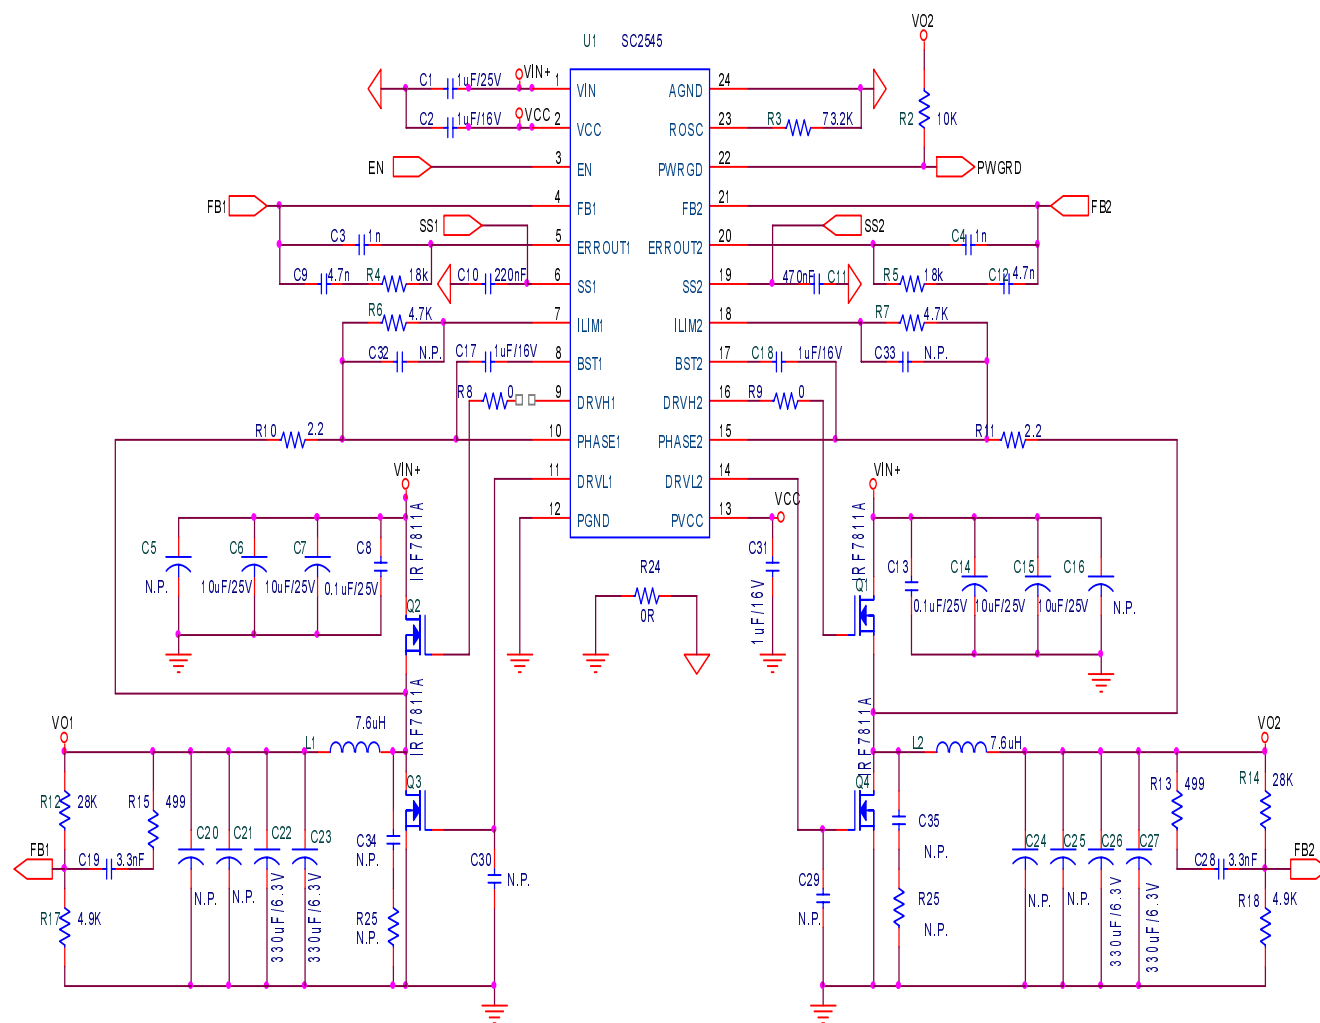 VO2
U1 SC2545
C1 1uF/25V VIN+ 1 VIN AGND 24
C2 1uF/16V VCC 2 VCC ROSC 23 R3 73.2K R2 10K
EN 3 EN PWRGD 22 PWGRD
FB1 4 FB1 FB2 21 FB2
SS1 SS2
C3 1n 5 ERROUT1 ERROUT2 20 C4 1n
C9 4.7n R4 18k C10 220nF 6 SS1 SS2 19 470nF C11 R5 18k C12 4.7n
R6 4.7K 7 ILIM1 ILIM2 18 R7 4.7K
C32 N.P. C17 1uF/16V 8 BST1 BST2 17 C18 1uF/16V C33 N.P.
R8 0 9 DRVH1 DRVH2 16 R9 0
R10 2.2 10 PHASE1 PHASE2 15 R11 2.2
VIN+ 11 DRVL1 DRVL2 14 VIN+
12 PGND PVCC 13 VCC
IRF7811A IRF7811A
C5 C6 C7 C8 C31 C13 C14 C15 C16
N.P. 10uF/25V 10uF/25V 0.1uF/25V R24 Q1
Q2 0R 1uF/16V 0.1uF/25V 10uF/25V 10uF/25V N.P.
IRF7811A IRF7811A
VO1 7.6uH VO2
L1 L2 7.6uH
Q3 Q4 R13 499 R14 28K
R12 28K R15 499
C20 C21 C22 C23 C34 C35 C24 C25 C26 C27
FB1 C19 3.3nF N.P. C30 N.P. C28 3.3nF FB2
N.P. N.P. 330uF/6.3V 330uF/6.3V N.P. C29 R25 N.P. N.P. 330uF/6.3V 330uF/6.3V R18 4.9K
R17 4.9K R25 N.P. N.P. N.P.